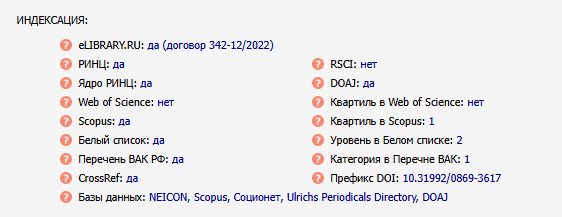 ИНДЕКСАЦИЯ:
eLIBRARY.RU: да (договор 342-12/2022)
РИНЦ: да RSCI: нет
Ядро РИНЦ: да DOAJ: да
Web of Science: нет Квартиль в Web of Science: нет
Scopus: да Квартиль в Scopus: 1
Белый список: да Уровень в Белом списке: 2
Перечень ВАК РФ: да Категория в Перечне ВАК: 1
CrossRef: да Префикс DOI: 10.31992/0869-3617
Базы данных: NEICON, Scopus, Соционет, Ulrichs Periodicals Directory, DOAJ